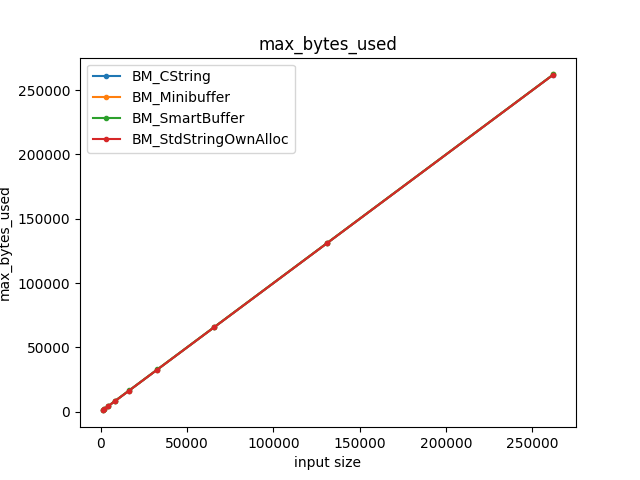 max_bytes_used
BM_CString
BM_Minibuffer
BM_SmartBuffer
BM_StdStringOwnAlloc
max_bytes_used
250000
200000
150000
100000
50000
0
0 50000 100000 150000 200000 250000
input size